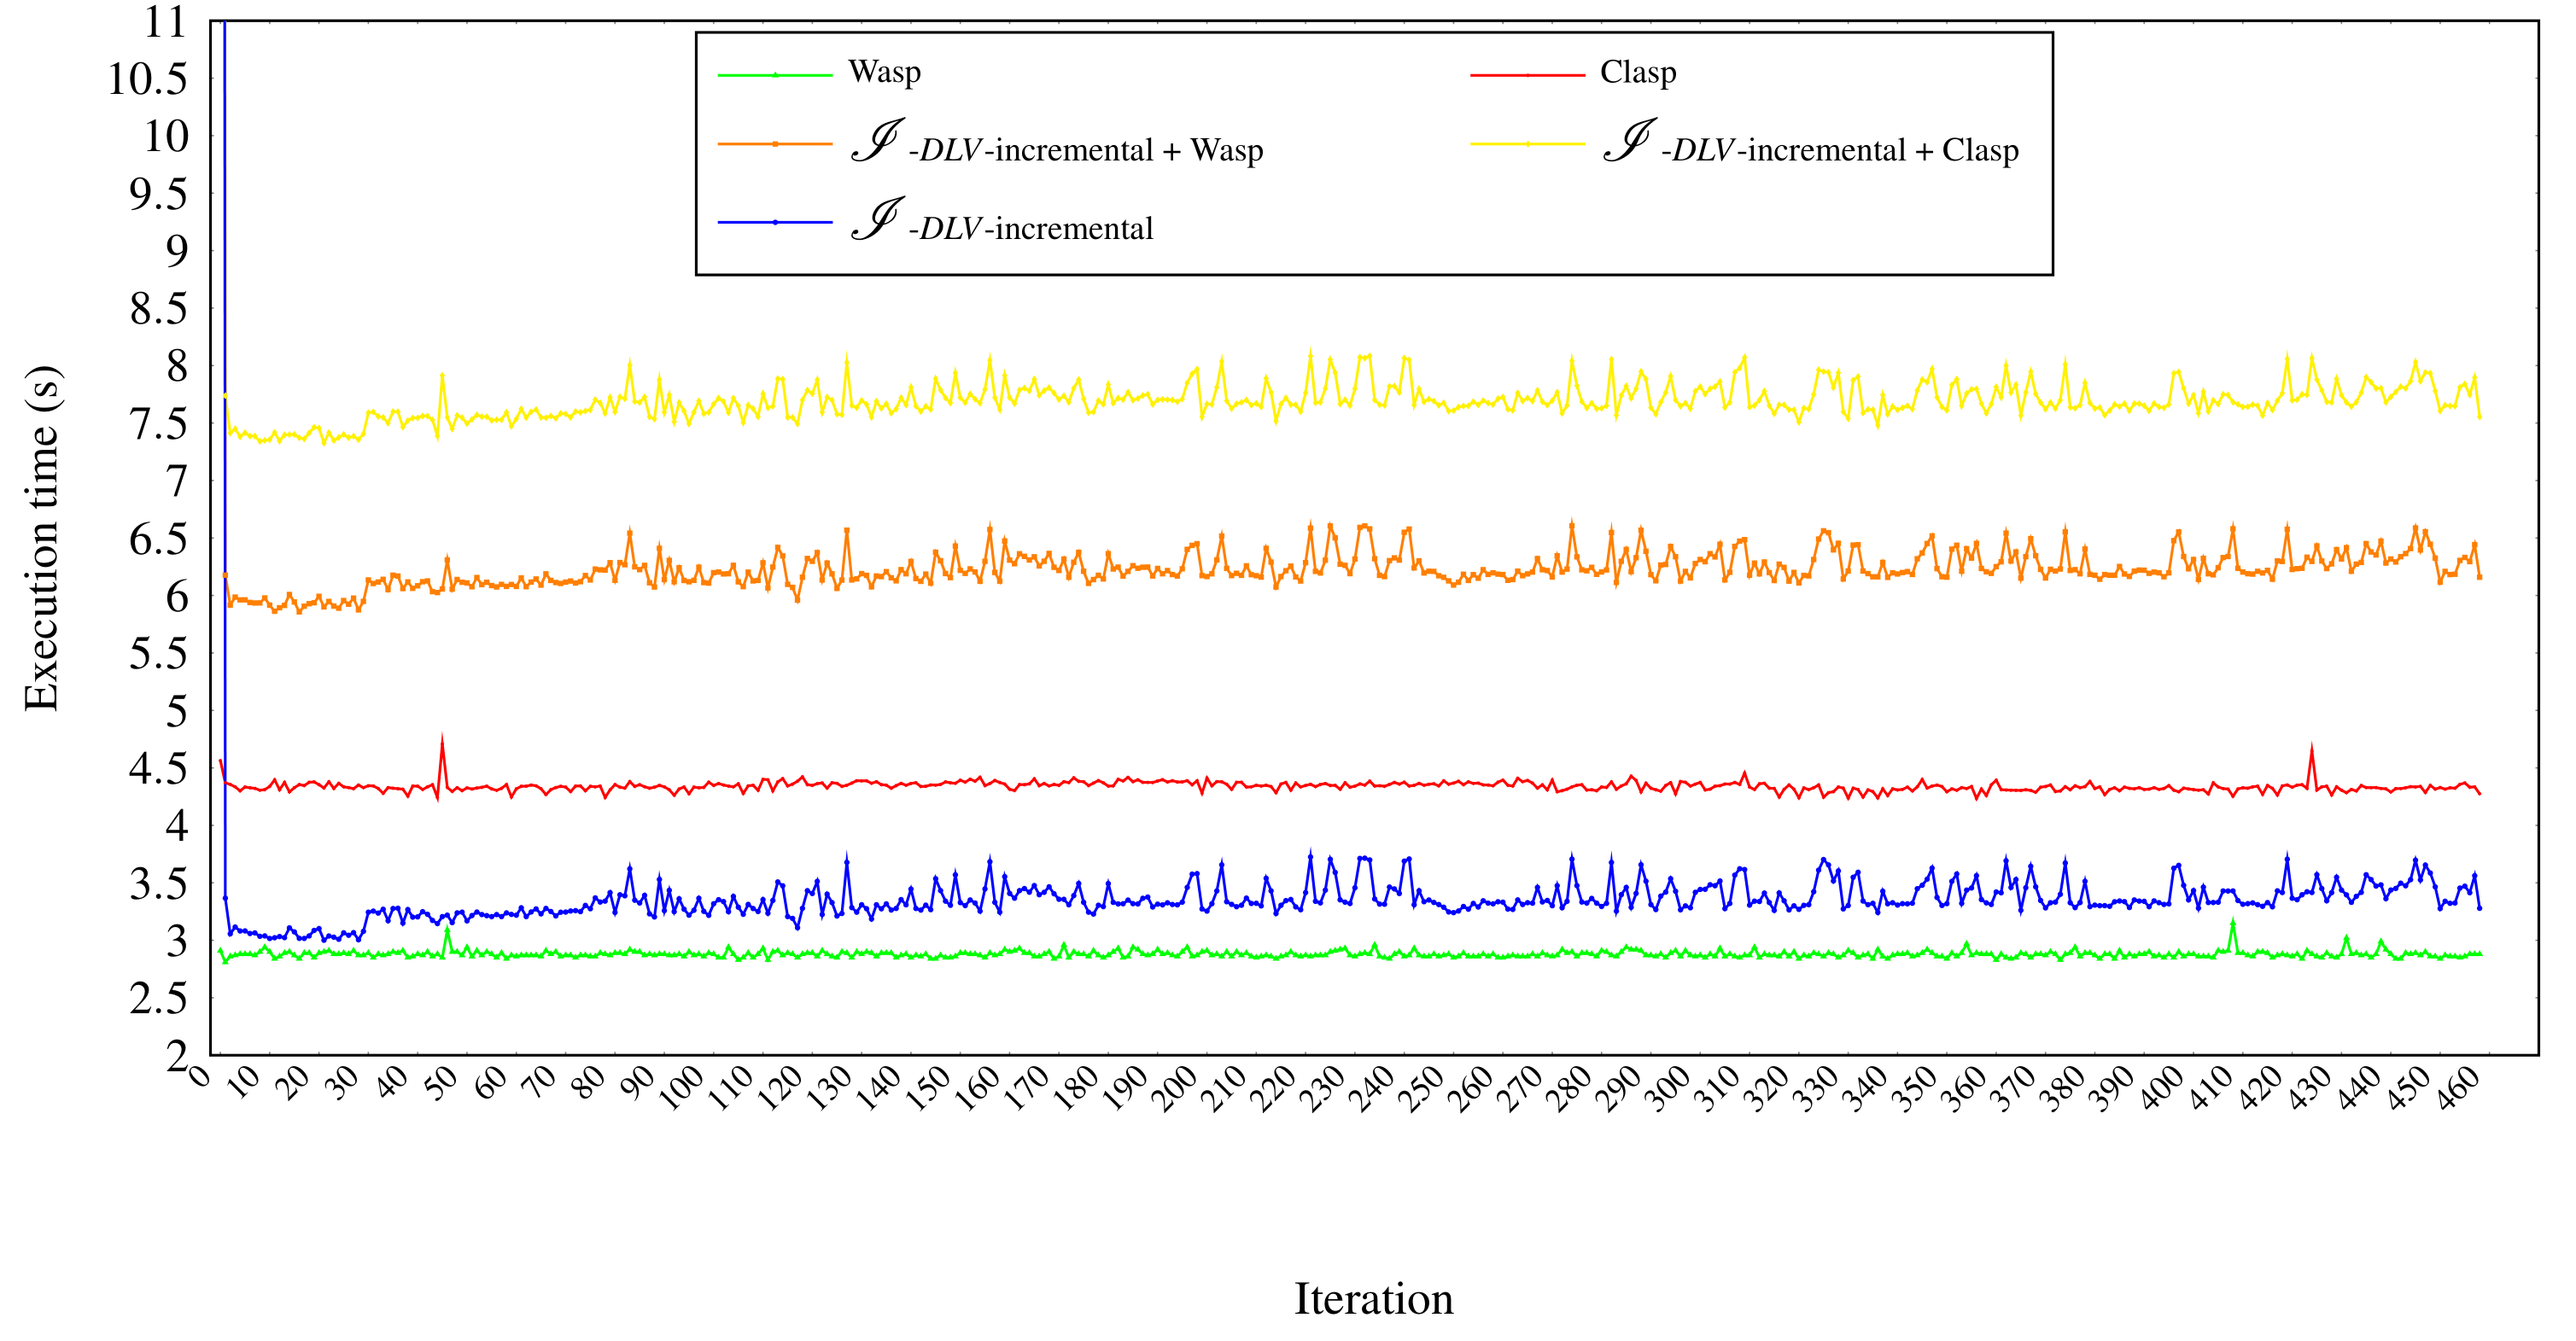 11
10.5
10
9.5
9
8.5
8
7.5
7
6.5
6
5.5
5
4.5
4
3.5
3
2.5
2
Execution time (s)
Wasp
Clasp
ℐ -DLV-incremental + Wasp
ℐ -DLV-incremental + Clasp
ℐ -DLV-incremental
0 10 20 30 40 50 60 70 80 90 100 110 120 130 140 150 160 170 180 190 200 210 220 230 240 250 260 270 280 290 300 310 320 330 340 350 360 370 380 390 400 410 420 430 440 450 460
Iteration